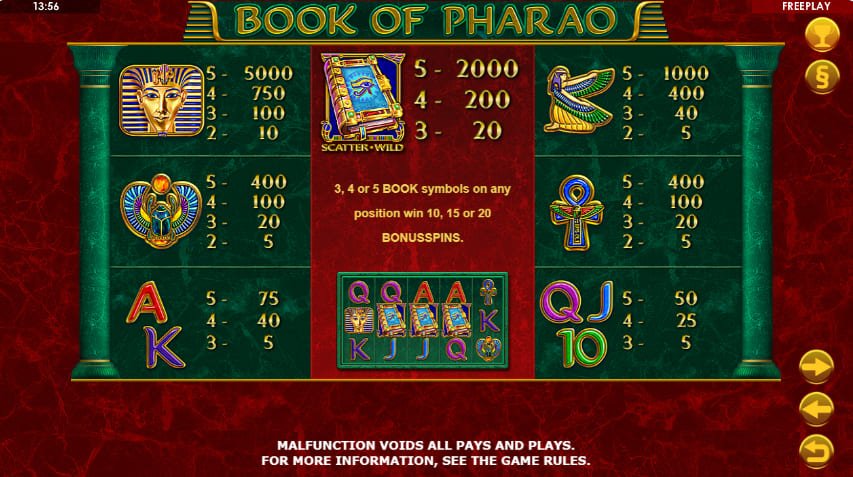 13:56
BOOK OF PHARAO
FREEPLAY
5 - 5000
4 - 750
3 - 100
2 - 10
SCATTER • WILD
5 - 2000
4 - 200
3 - 20
5 - 1000
4 - 400
3 - 40
2 - 5
5 - 400
4 - 100
3 - 20
2 - 5
3, 4 or 5 BOOK symbols on any
position win 10, 15 or 20
BONUSSPINS.
5 - 400
4 - 100
3 - 20
2 - 5
A
K
5 - 75
4 - 40
3 - 5
Q Q A A
K
K J J Q
Q J
10
5 - 50
4 - 25
3 - 5
§
MALFUNCTION VOIDS ALL PAYS AND PLAYS.
FOR MORE INFORMATION, SEE THE GAME RULES.